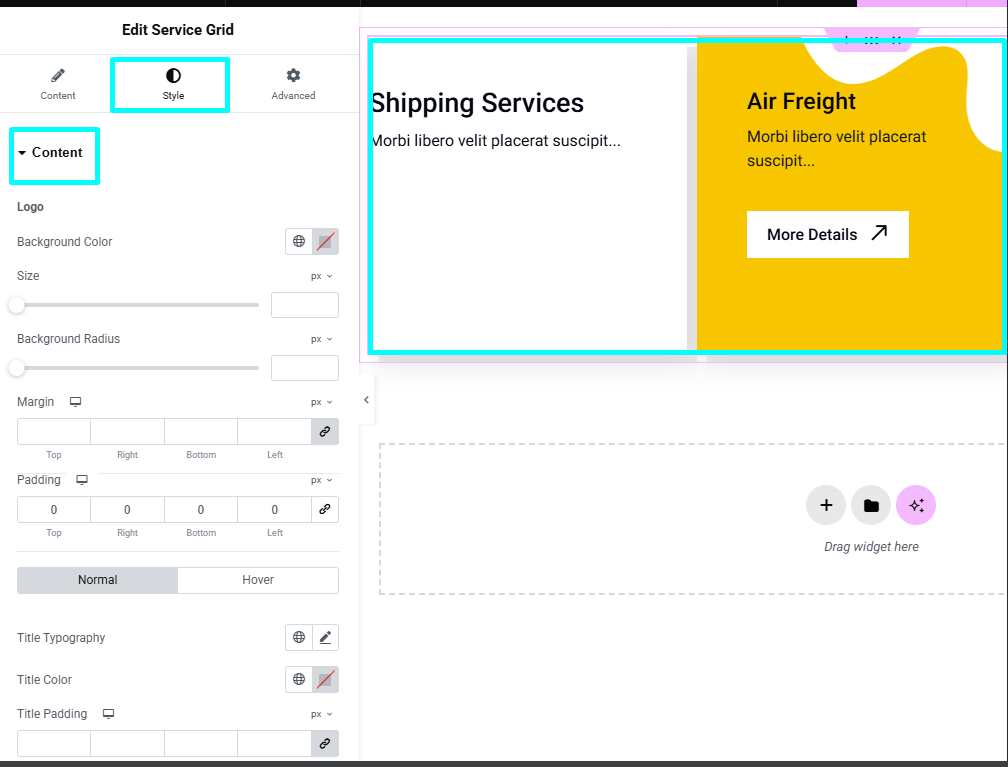 Edit Service Grid
Content
Style
Advanced
Content
Logo
Background Color
Size
px
Background Radius
px
Margin
px
Top
Right
Bottom
Left
Padding
px
0
0
0
0
Top
Right
Bottom
Left
Normal
Hover
Title Typography
Title Color
Title Padding
px
Shipping Services
Morbi libero velit placerat suscipit...
Air Freight
Morbi libero velit placerat
suscipit...
More Details
Drag widget here